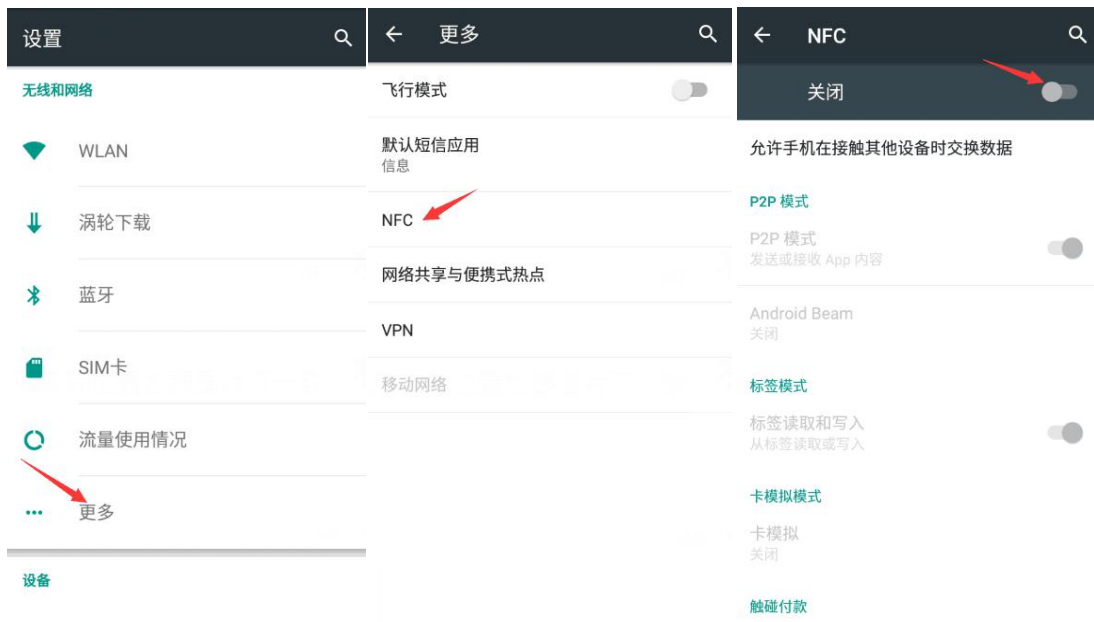 设置
无线和网络
WLAN
涡轮下载
蓝牙
SIM卡
流量使用情况
更多
设备
更多
飞行模式
默认短信应用
信息
NFC
网络共享与便携式热点
VPN
移动网络
NFC
关闭
允许手机在接触其他设备时交换数据
P2P 模式
P2P 模式
发送或接收 App 内容
Android Beam
关闭
标签模式
标签读取和写入
从标签读取或写入
卡模拟模式
卡模拟
关闭
触碰付款